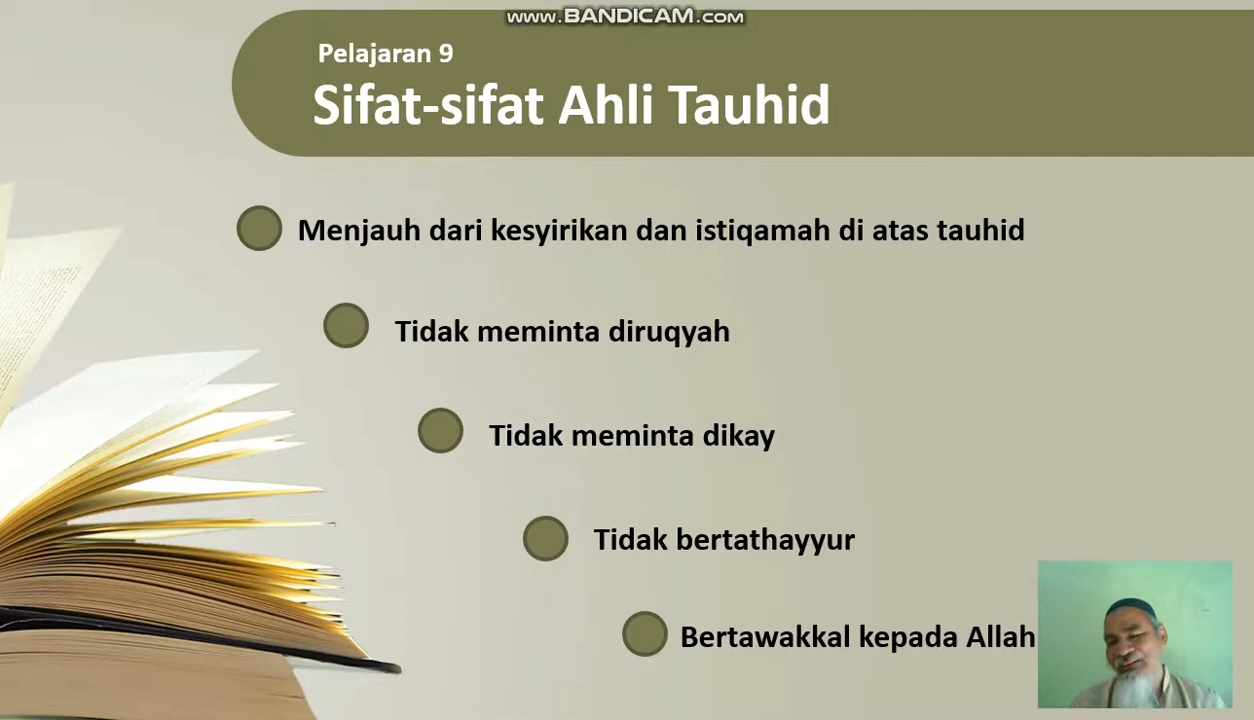 www.BANDICAM.com
Pelajaran 9
Sifat-sifat Ahli Tauhid
Menjauh dari kesyirikan dan istiqamah di atas tauhid
Tidak meminta diruqyah
Tidak meminta dikay
Tidak bertathayyur
Bertawakkal kepada Allah